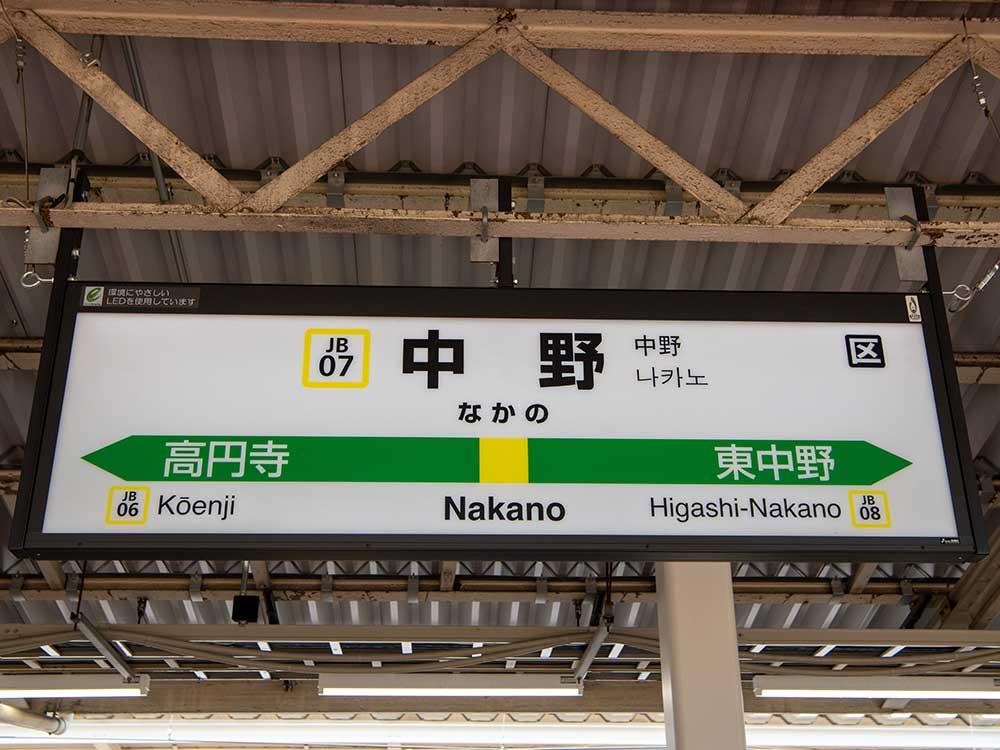 環境にやさしい
LEDを使用しています
JB
07
中野
中野
나카노
区
なかの
高円寺
東中野
JB
06
Kōenji
Nakano
Higashi-Nakano
JB
08